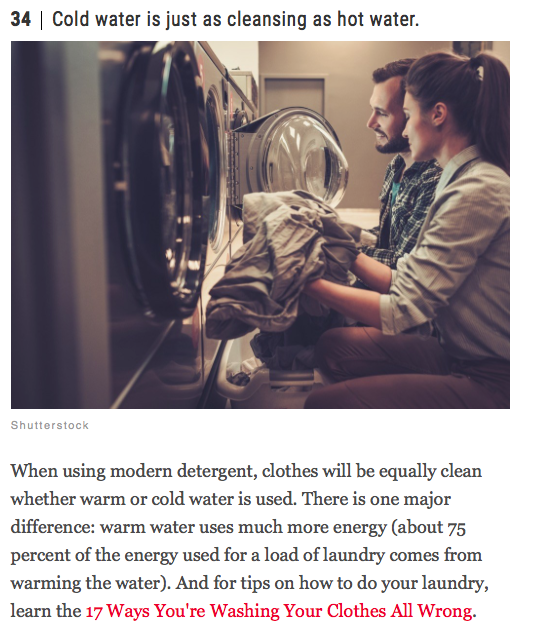 34 | Cold water is just as cleansing as hot water.
Shutterstock
When using modern detergent, clothes will be equally clean
whether warm or cold water is used. There is one major
difference: warm water uses much more energy (about 75
percent of the energy used for a load of laundry comes from
warming the water). And for tips on how to do your laundry,
learn the 17 Ways You're Washing Your Clothes All Wrong.